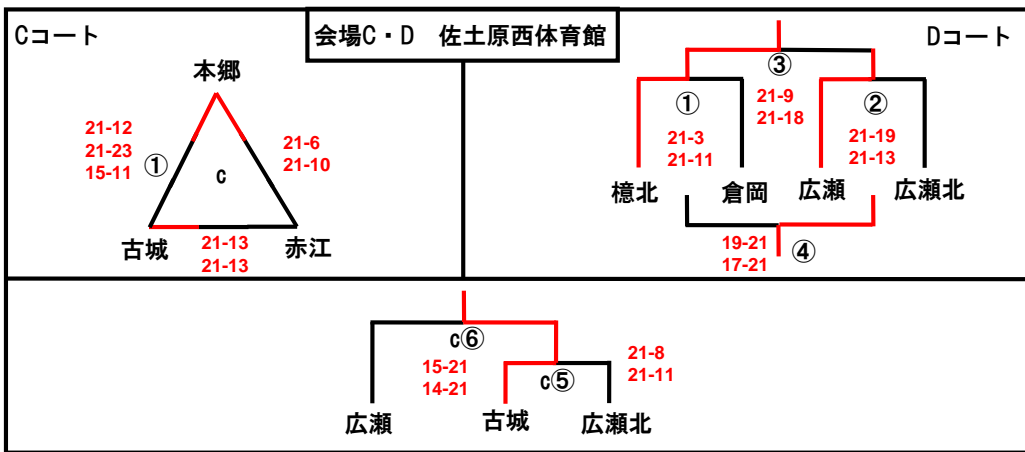 Cコート
会場C・D 佐土原西体育館
Dコート
本郷
21-12
21-23
15-11
①
21-6
21-10
C
古城
赤江
21-13
21-13
③
21-9
21-18
①
21-3
21-11
②
21-19
21-13
檍北
倉岡
広瀬
広瀬北
19-21
17-21
④
C⑥
15-21
14-21
C⑤
21-8
21-11
広瀬
古城
広瀬北